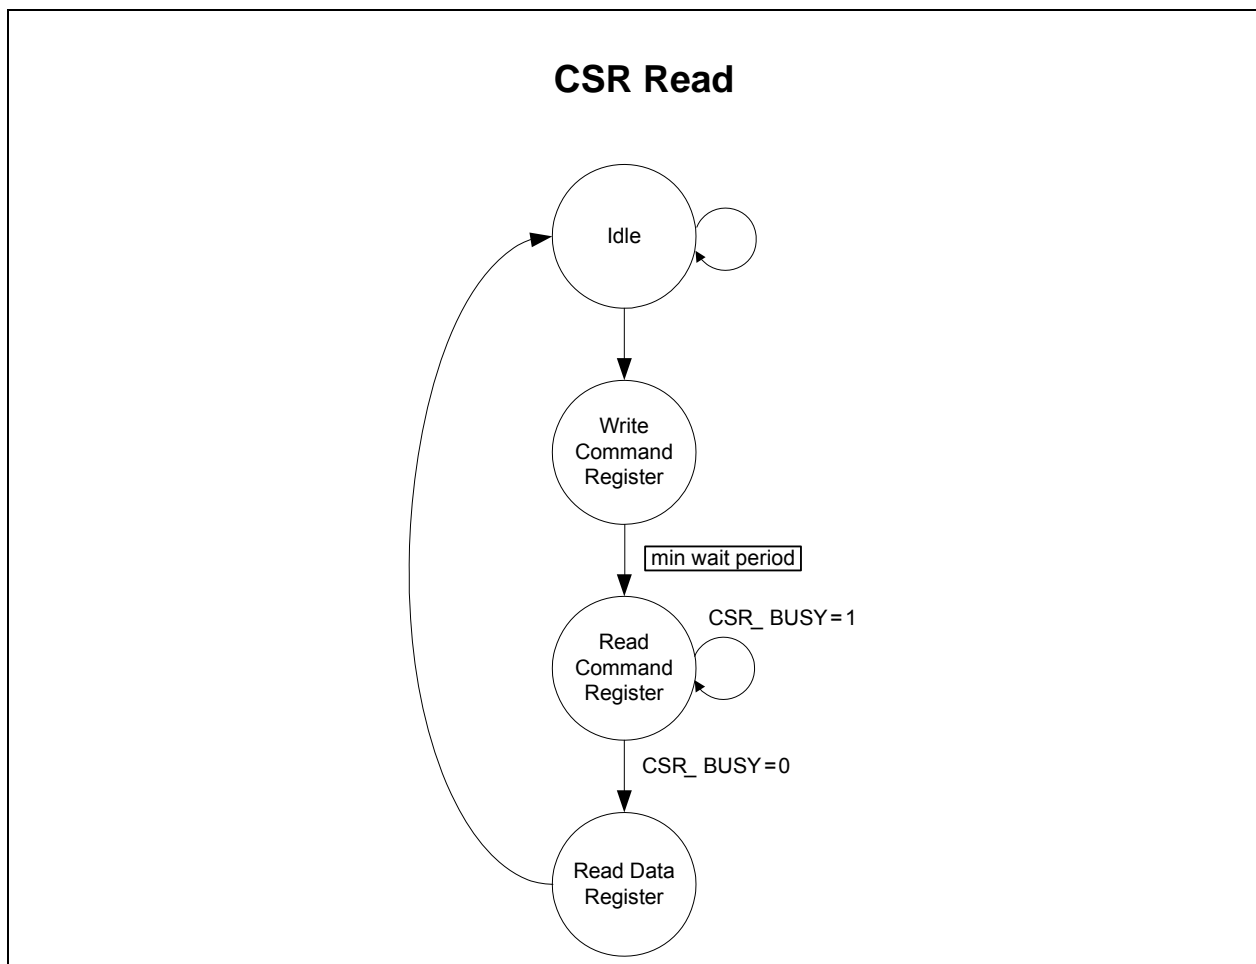 CSR Read
Idle
Write
Command
Register
min wait period
CSR_ BUSY=1
Read
Command
Register
CSR_ BUSY=0
Read Data
Register